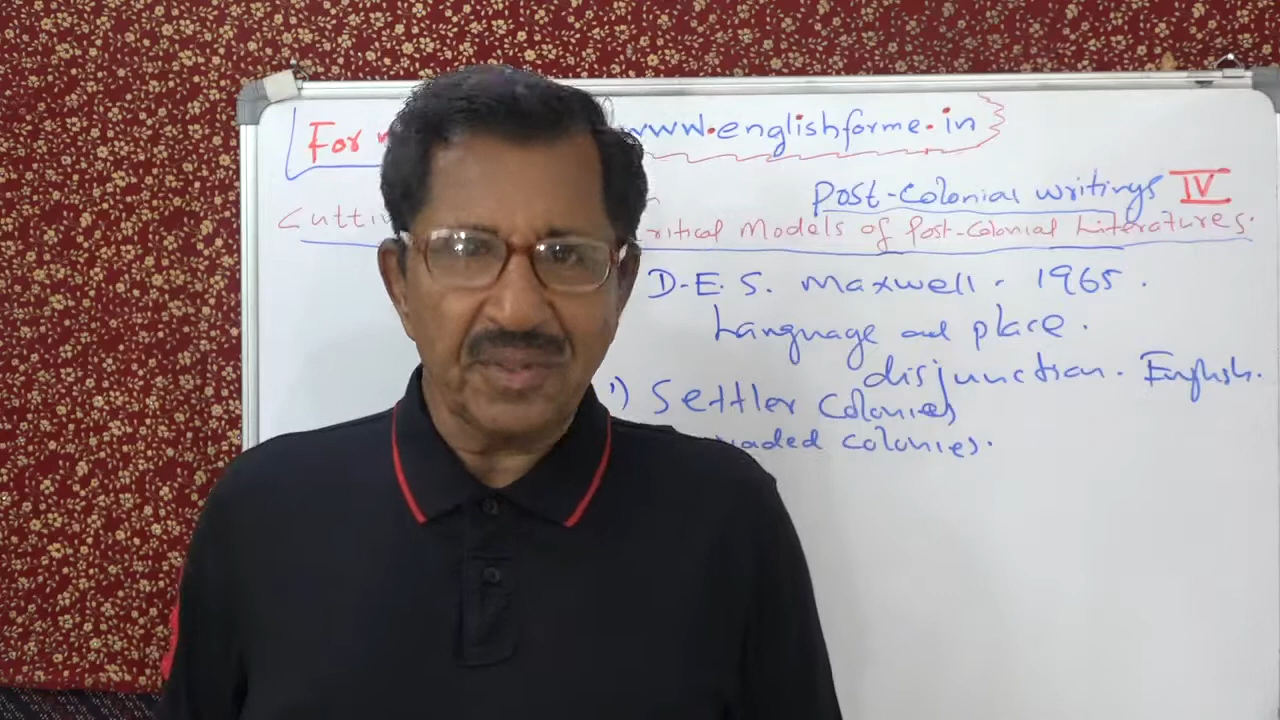 For www.englishforme.in
Post-Colonial writings IV
Critical Models of Post-Colonial Literatures.
D.E.S. Maxwell - 1965.
Language and place.
disjunction. English.
1) Settler Colonies
colonies.